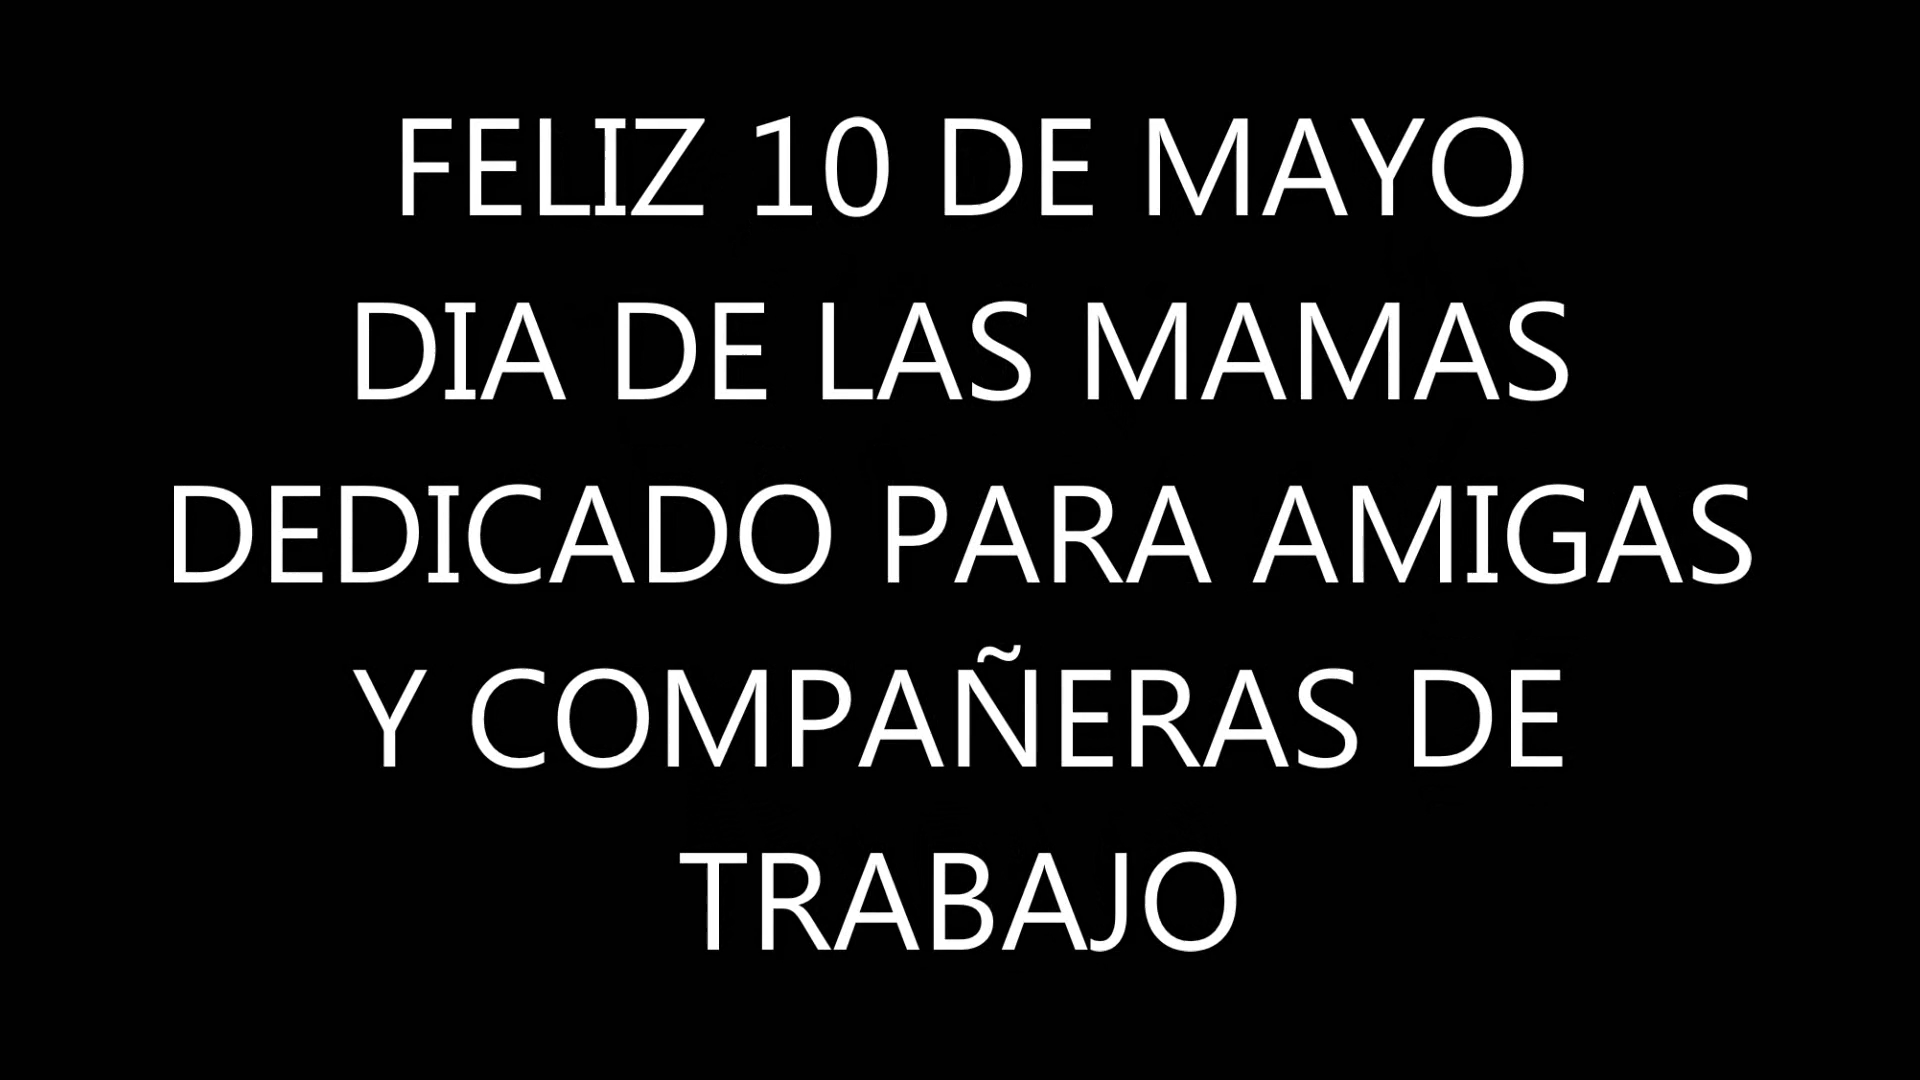 FELIZ 10 DE MAYO
DIA DE LAS MAMAS
DEDICADO PARA AMIGAS
Y COMPAÑERAS DE
TRABAJO